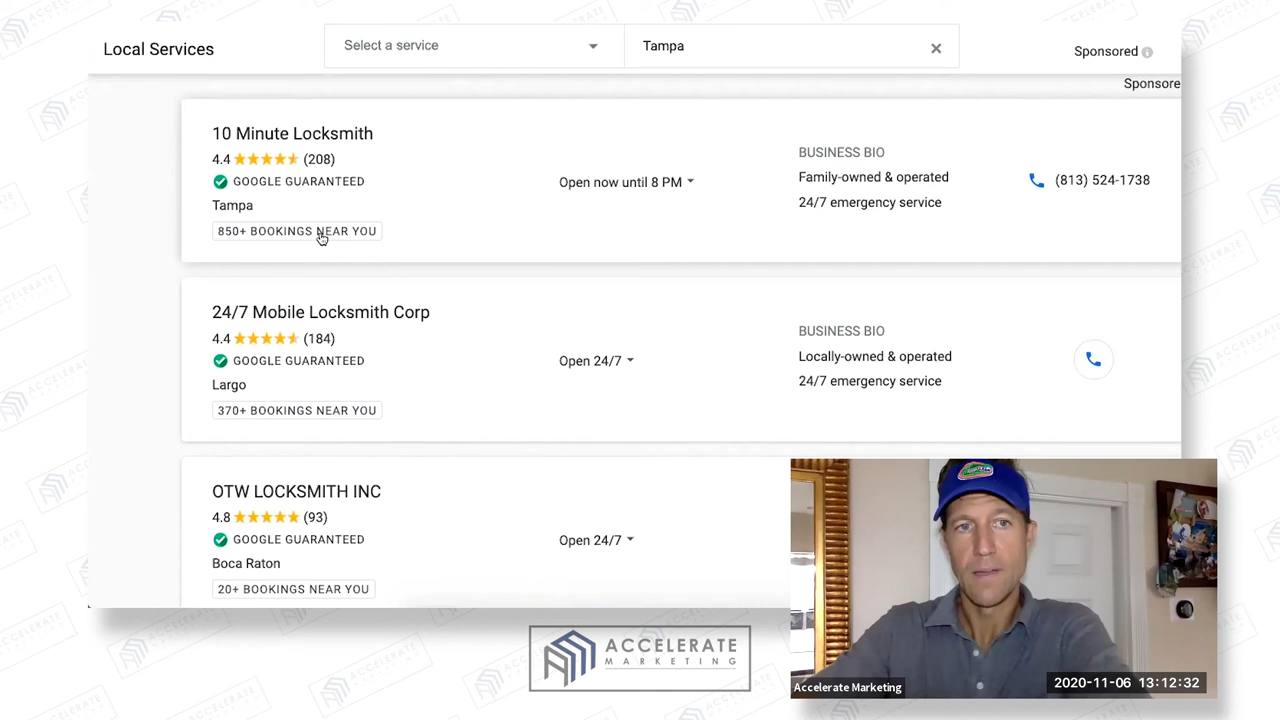 Local Services
Select a service
Tampa
Sponsored
Sponsore
10 Minute Locksmith
4.4 (208)
GOOGLE GUARANTEED
Tampa
850+ BOOKINGS NEAR YOU
Open now until 8 PM
BUSINESS BIO
Family-owned & operated
24/7 emergency service
(813) 524-1738
24/7 Mobile Locksmith Corp
4.4 (184)
GOOGLE GUARANTEED
Largo
370+ BOOKINGS NEAR YOU
Open 24/7
BUSINESS BIO
Locally-owned & operated
24/7 emergency service
OTW LOCKSMITH INC
4.8 (93)
GOOGLE GUARANTEED
Boca Raton
20+ BOOKINGS NEAR YOU
Open 24/7
ACCELERATE
MARKETING
Accelerate Marketing
2020-11-06 13:12:32